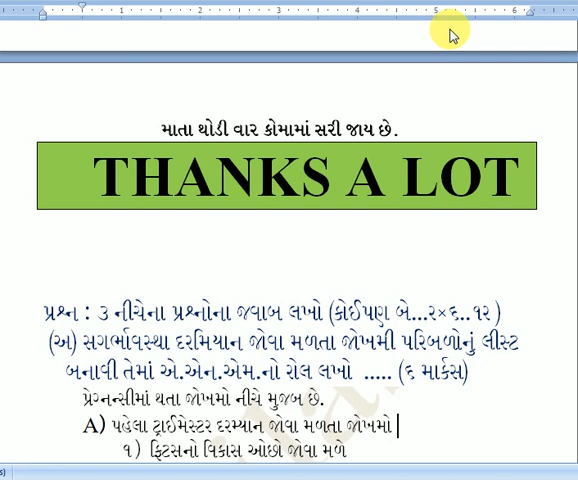 માતા થોડી વાર કોમામાં સરી જાય છે.
THANKS A LOT
પ્રશ્ન : ૩ નીચેના પ્રશ્નોના જવાબ લખો (કોઈપણ બે...૨×૬..૧૨)
(અ) સગર્ભાવસ્થા દરમિયાન જોવા મળતા જોખમી પરિબળોનું લીસ્ટ
બનાવી તેમાં એ.એન.એમ.નો રોલ લખો ..... (૬ માર્કસ)
પ્રેગ્નન્સીમાં થતા જોખમો નીચે મુજબ છે.
A) પહેલા ટ્રાઈમેસ્ટર દરમ્યાન જોવા મળતા જોખમો
૧) ફિટસનો વિકાસ ઓછો જોવા મળે